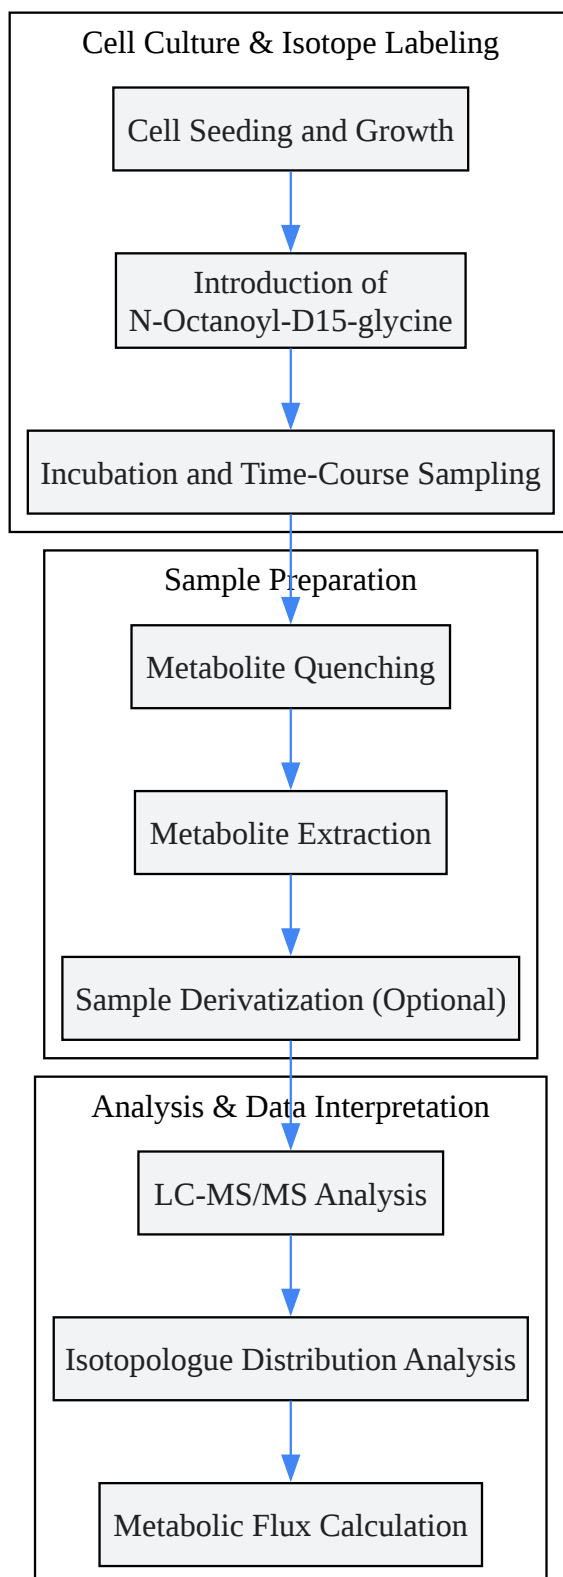 Cell Culture & Isotope Labeling
Cell Seeding and Growth
Introduction of
N-Octanoyl-D15-glycine
Incubation and Time-Course Sampling
Sample Preparation
Metabolite Quenching
Metabolite Extraction
Sample Derivatization (Optional)
Analysis & Data Interpretation
LC-MS/MS Analysis
Isotopologue Distribution Analysis
Metabolic Flux Calculation